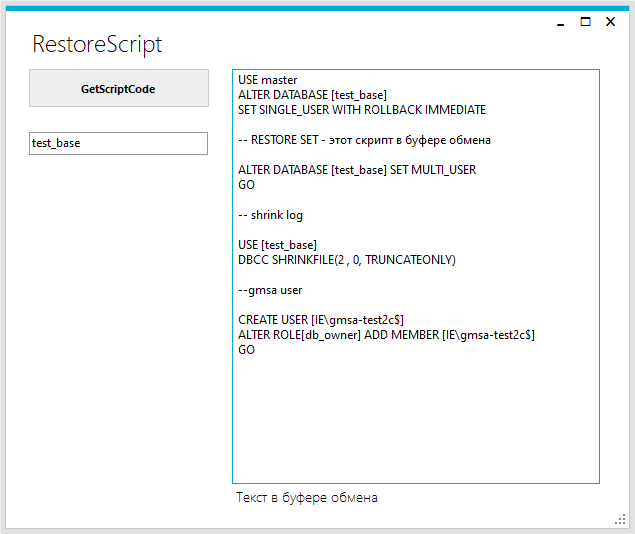 RestoreScript
GetScriptCode
test_base
USE master
ALTER DATABASE [test_base]
SET SINGLE_USER WITH ROLLBACK IMMEDIATE
-- RESTORE SET - этот скрипт в буфере обмена
ALTER DATABASE [test_base] SET MULTI_USER
GO
-- shrink log
USE [test_base]
DBCC SHRINKFILE(2 , 0, TRUNCATEONLY)
--gmsa user
CREATE USER [IE\gmsa-test2c$]
ALTER ROLE[db_owner] ADD MEMBER [IE\gmsa-test2c$]
GO
Текст в буфере обмена